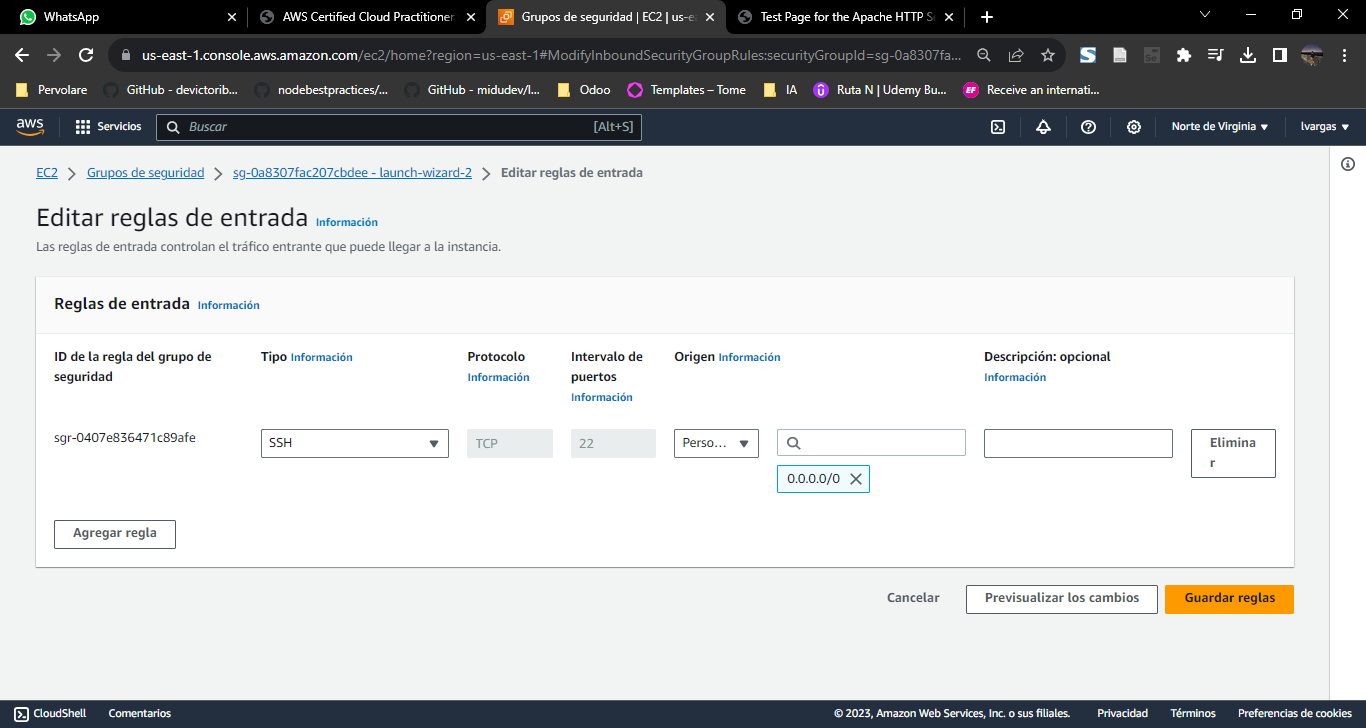 WhatsApp
AWS Certified Cloud Practitioner
Grupos de seguridad | EC2 | us-ea
Test Page for the Apache HTTP Se
us-east-1.console.aws.amazon.com/ec2/home?region=us-east-1#ModifyInboundSecurityGroupRules:securityGroupId=sg-0a8307fa...
Pervolare
GitHub - devictorib...
nodebestpractices/...
GitHub - midudev/l...
Odoo
Templates – Tome
IA
Ruta N | Udemy Bu...
Receive an internati...
aws
Servicios
Buscar
[Alt+S]
Norte de Virginia
lvargas
EC2
Grupos de seguridad
sg-0a8307fac207cbdee - launch-wizard-2
Editar reglas de entrada
Editar reglas de entrada Información
Las reglas de entrada controlan el tráfico entrante que puede llegar a la instancia.
Reglas de entrada Información
ID de la regla del grupo de
seguridad
Tipo Información
Protocolo
Información
Intervalo de
puertos
Información
Origen Información
Descripción: opcional
Información
sgr-0407e836471c89afe
SSH
TCP
22
Perso...
0.0.0.0/0
Elimina
r
Agregar regla
Cancelar
Previsualizar los cambios
Guardar reglas
CloudShell
Comentarios
© 2023, Amazon Web Services, Inc. o sus filiales.
Privacidad
Términos
Preferencias de cookies